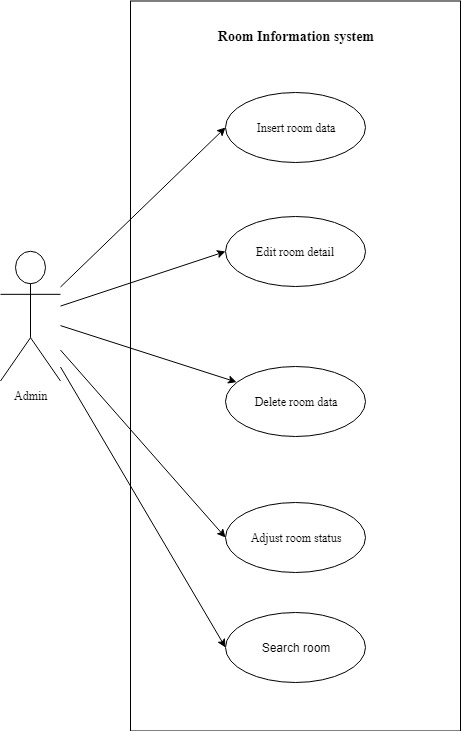 Room Information system
Insert room data
Edit room detail
Admin
Delete room data
Adjust room status
Search room